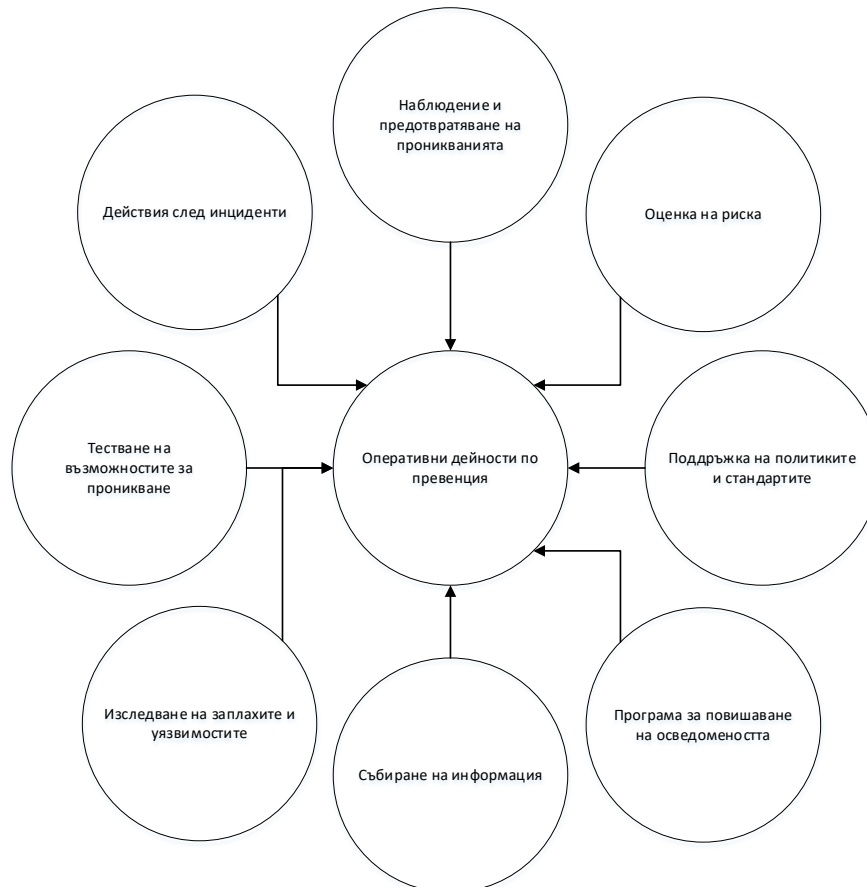 Наблюдение и
предотвратяване на
прониканията
Действия след инциденти
Оценка на риска
Тестване на
възможностите за
проникване
Оперативни дейности по
превенция
Поддръжка на политиките
и стандартите
Изследване на заплахите и
уязвимостите
Събиране на информация
Програма за повишаване
на осведомеността